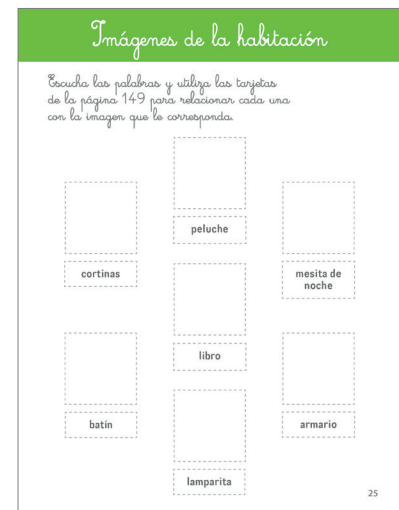 Imágenes de la habitación
Escucha las palabras y utiliza las tarjetas
de la página 149 para relacionar cada una
con la imagen que le corresponda.
peluche
cortinas
mesita de
noche
libro
batín
armario
lamparita
25